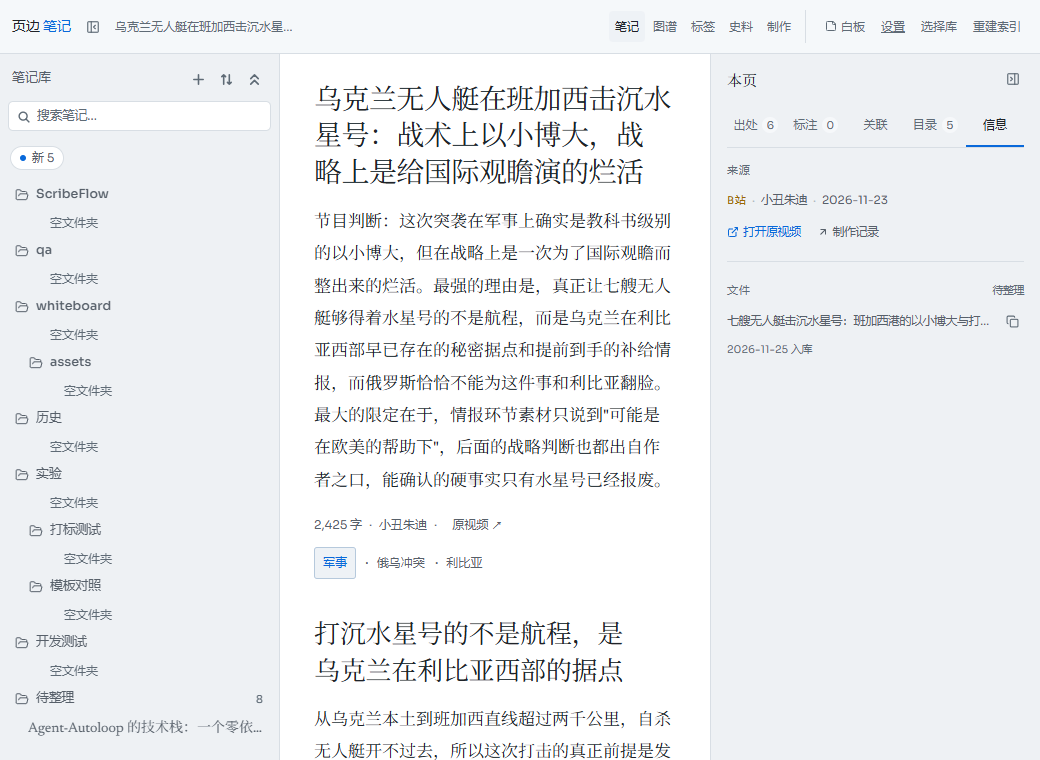 页边 笔记
乌克兰无人艇在班加西击沉水星...
笔记 图谱 标签 史料 制作 白板 设置 选择库 重建索引
笔记库
搜索笔记...
新 5
ScribeFlow
空文件夹
qa
空文件夹
whiteboard
空文件夹
assets
空文件夹
历史
空文件夹
实验
空文件夹
打标测试
空文件夹
模板对照
空文件夹
开发测试
空文件夹
待整理 8
Agent-Autoloop 的技术栈：一个零依...
乌克兰无人艇在班加西击沉水
星号：战术上以小博大，战
略上是给国际观瞻演的烂活
节目判断：这次突袭在军事上确实是教科书级别
的以小博大，但在战略上是一次为了国际观瞻而
整出来的烂活。最强的理由是，真正让七艘无人
艇够得着水星号的不是航程，而是乌克兰在利比
亚西部早已存在的秘密据点和提前到手的补给情
报，而俄罗斯恰恰不能为这件事和利比亚翻脸。
最大的限定在于，情报环节素材只说到"可能是
在欧美的帮助下"，后面的战略判断也都出自作
者之口，能确认的硬事实只有水星号已经报废。
2,425 字 · 小丑朱迪 · 原视频 ↗
军事 · 俄乌冲突 · 利比亚
打沉水星号的不是航程，是
乌克兰在利比亚西部的据点
从乌克兰本土到班加西直线超过两千公里，自杀
无人艇开不过去，所以这次打击的真正前提是发
本页
出处 6 标注 0 关联 目录 5 信息
来源
B站 · 小丑朱迪 · 2026-11-23
打开原视频 ↗ 制作记录
文件 待整理
七艘无人艇击沉水星号：班加西港的以小博大与打...
2026-11-25 入库